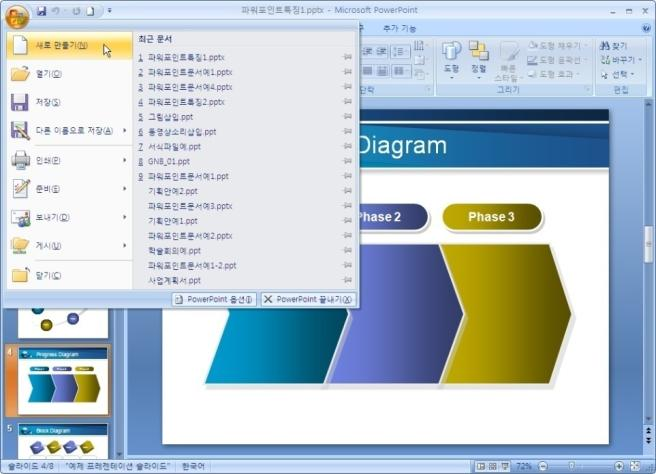 파워포인트특징1.pptx - Microsoft PowerPoint
추가 기능
새로 만들기(N)
열기(O)
저장(S)
다른 이름으로 저장(A)
인쇄(P)
준비(E)
보내기(D)
게시(U)
닫기(C)
최근 문서
1 파워포인트특징1.pptx
2 파워포인트문서예1.pptx
3 파워포인트문서예4.pptx
4 파워포인트특징2.pptx
5 그림삽입.ppt
6 동영상소리삽입.ppt
7 서식파일예.ppt
8 GNB_01.ppt
9 파워포인트문서예1.ppt
기획안예2.ppt
파워포인트문서예3.pptx
기획안예1.ppt
파워포인트문서예2.pptx
학술회의예.ppt
파워포인트문서예1-2.ppt
사업계획서.ppt
PowerPoint 옵션(I)
PowerPoint 끝내기(X)
도형
정렬
빠른
스타일
도형 채우기
도형 윤곽선
도형 효과
그리기
찾기
바꾸기
선택
편집
단락
Diagram
Phase 2
Phase 3
4
Progress Diagram
5
Block Diagram
슬라이드 4/8
"예제 프레젠테이션 슬라이드"
한국어
72%